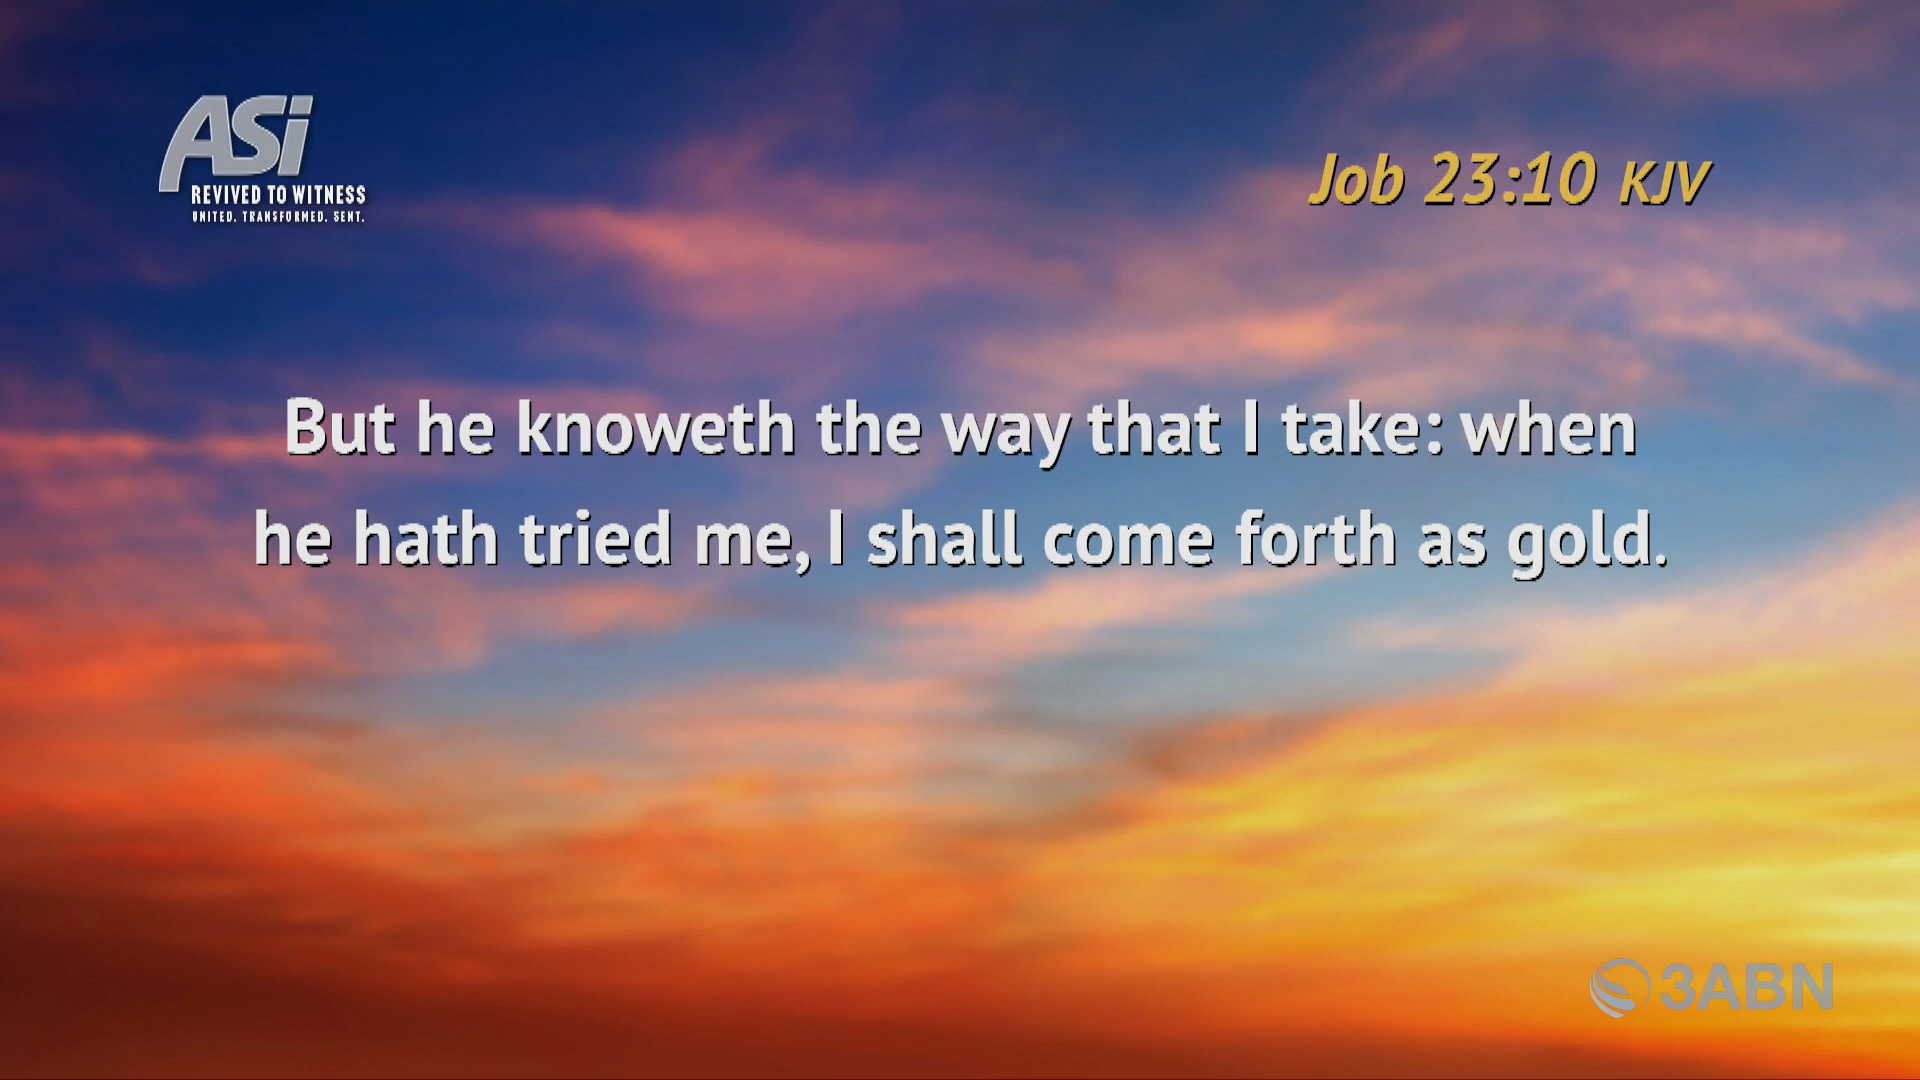 ASi
REVIVED TO WITNESS
UNITED. TRANSFORMED. SENT.
Job 23:10 KJV
But he knoweth the way that I take: when
he hath tried me, I shall come forth as gold.
3ABN